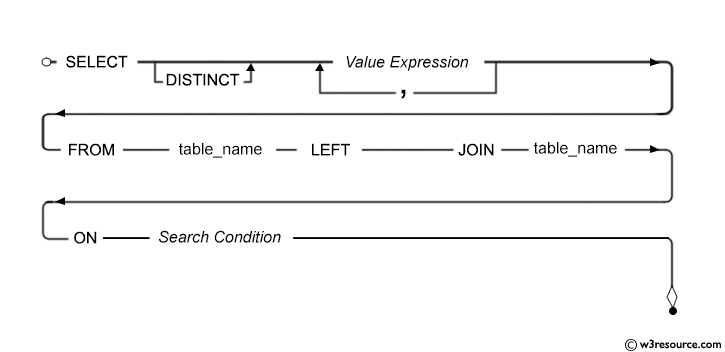 SELECT Value Expression
DISTINCT ,
FROM table_name LEFT JOIN table_name
ON Search Condition
© w3resource.com